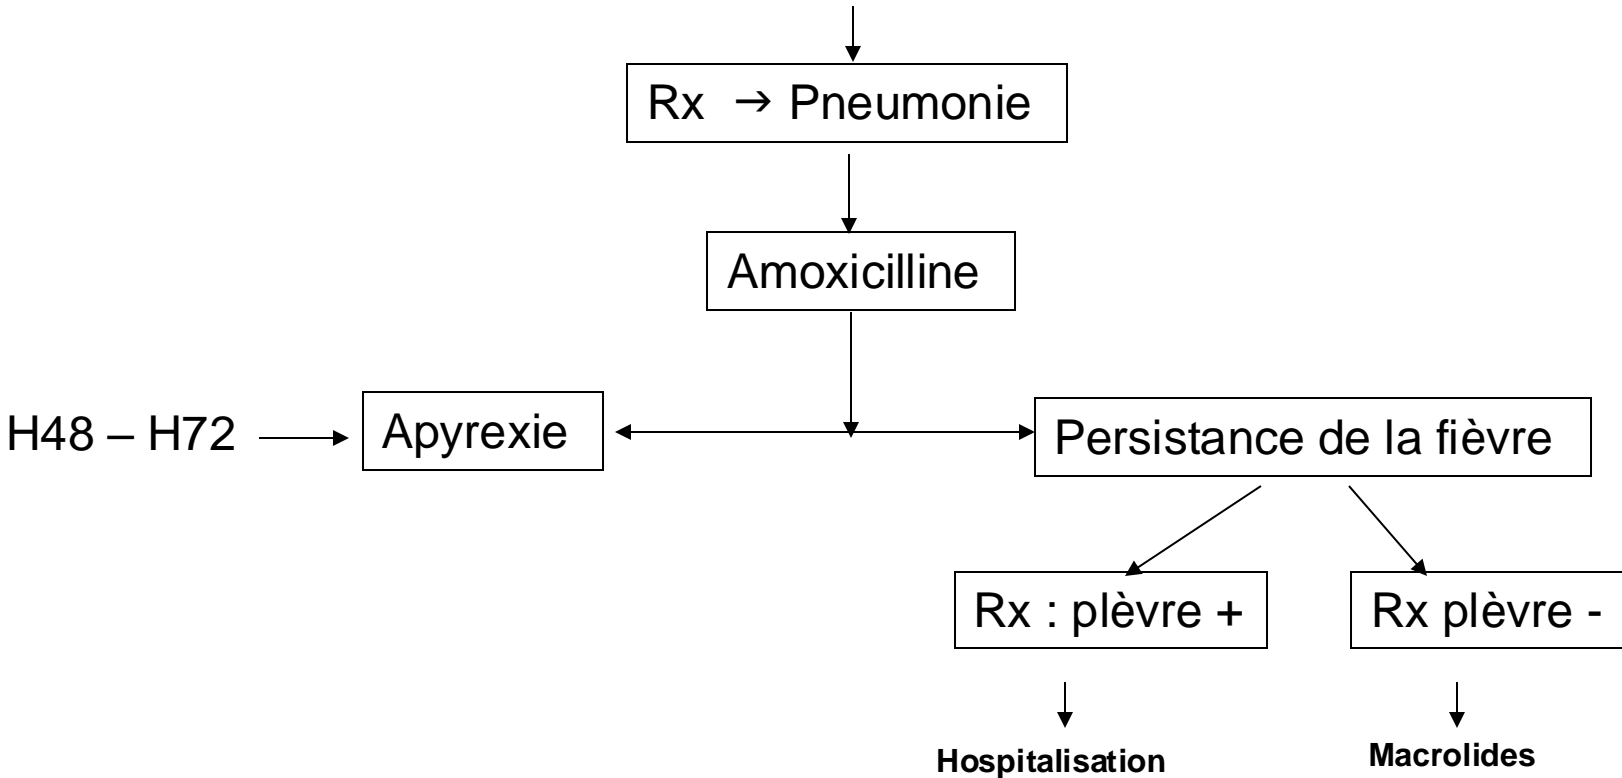 Rx → Pneumonie
Amoxicilline
H48 – H72
Apyrexie
Persistance de la fièvre
Rx : plèvre +
Rx plèvre -
Hospitalisation
Macrolides